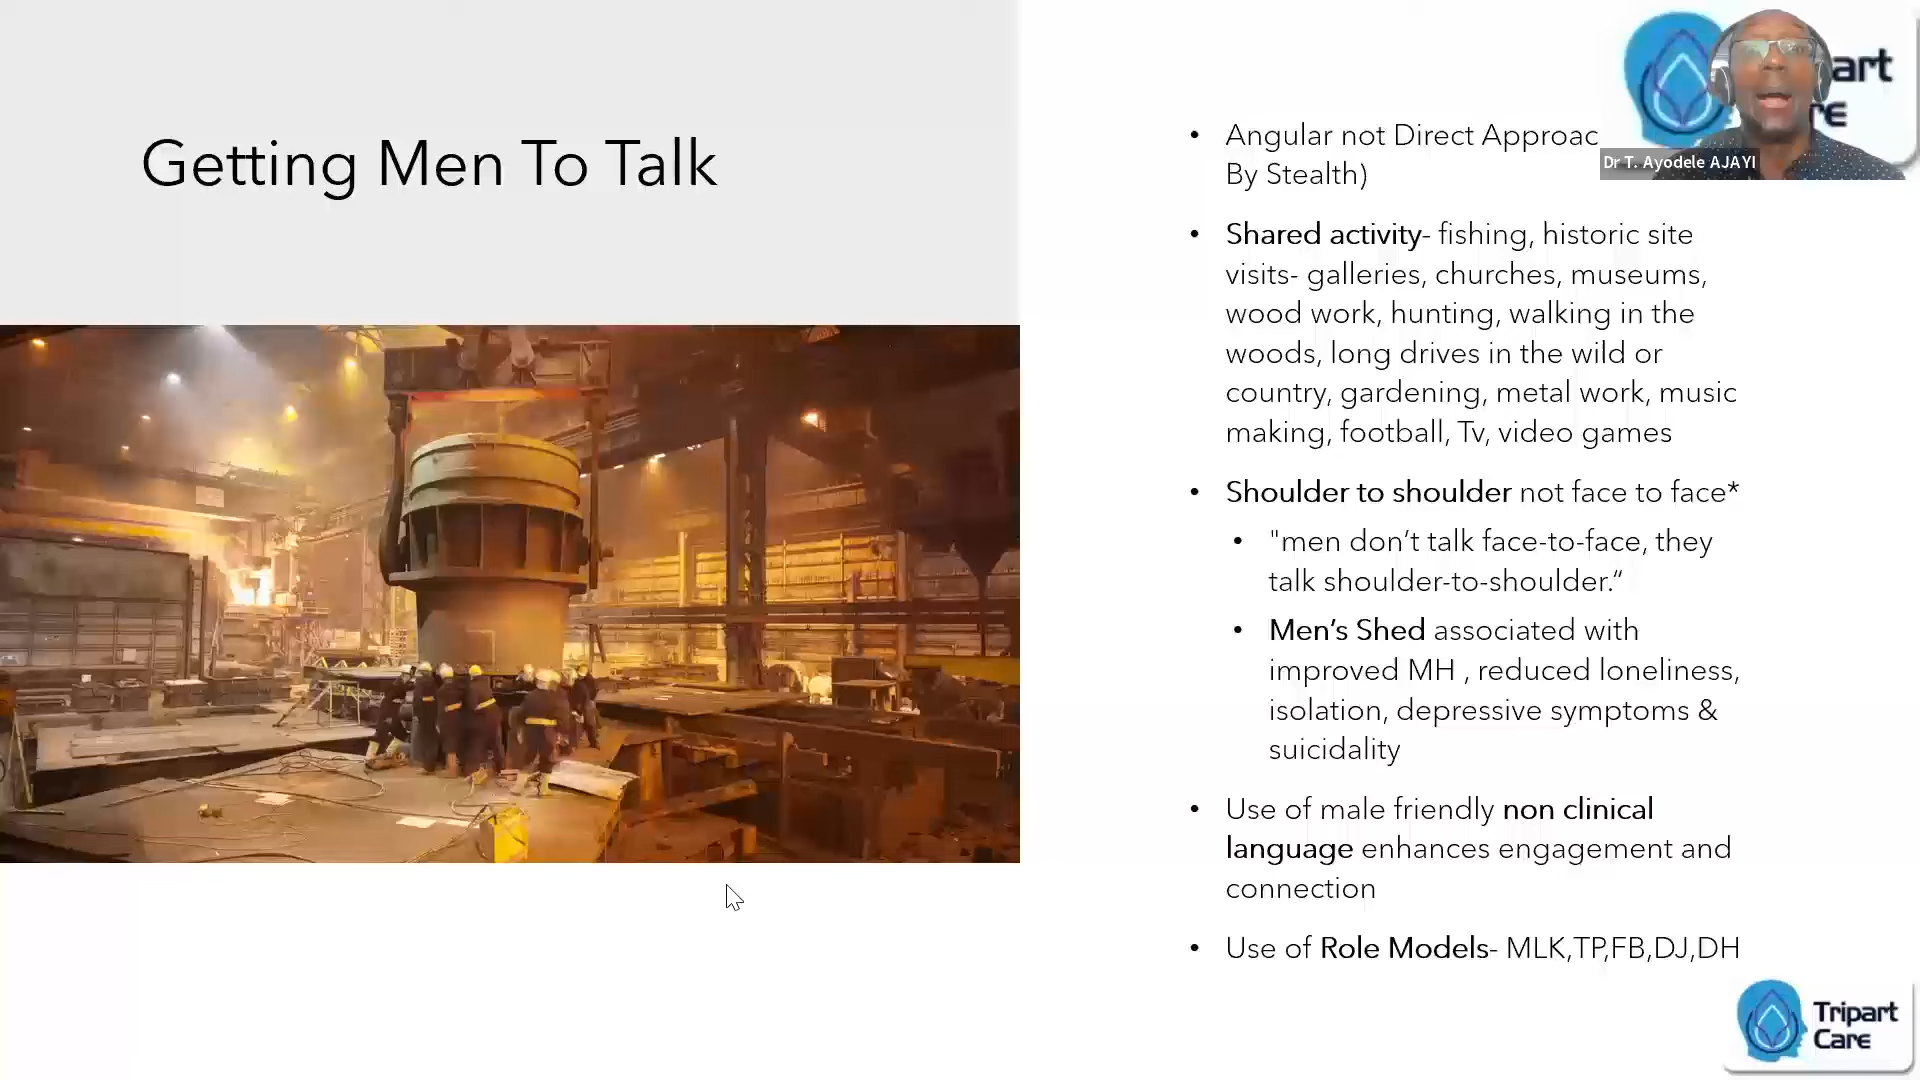 Getting Men To Talk
• Angular not Direct Approac
By Stealth)
• Shared activity- fishing, historic site
visits- galleries, churches, museums,
wood work, hunting, walking in the
woods, long drives in the wild or
country, gardening, metal work, music
making, football, Tv, video games
• Shoulder to shoulder not face to face*
• "men don’t talk face-to-face, they
talk shoulder-to-shoulder.“
• Men’s Shed associated with
improved MH , reduced loneliness,
isolation, depressive symptoms &
suicidality
• Use of male friendly non clinical
language enhances engagement and
connection
• Use of Role Models- MLK,TP,FB,DJ,DH
art
re
Dr T. Ayodele AJAYI
Tripart
Care